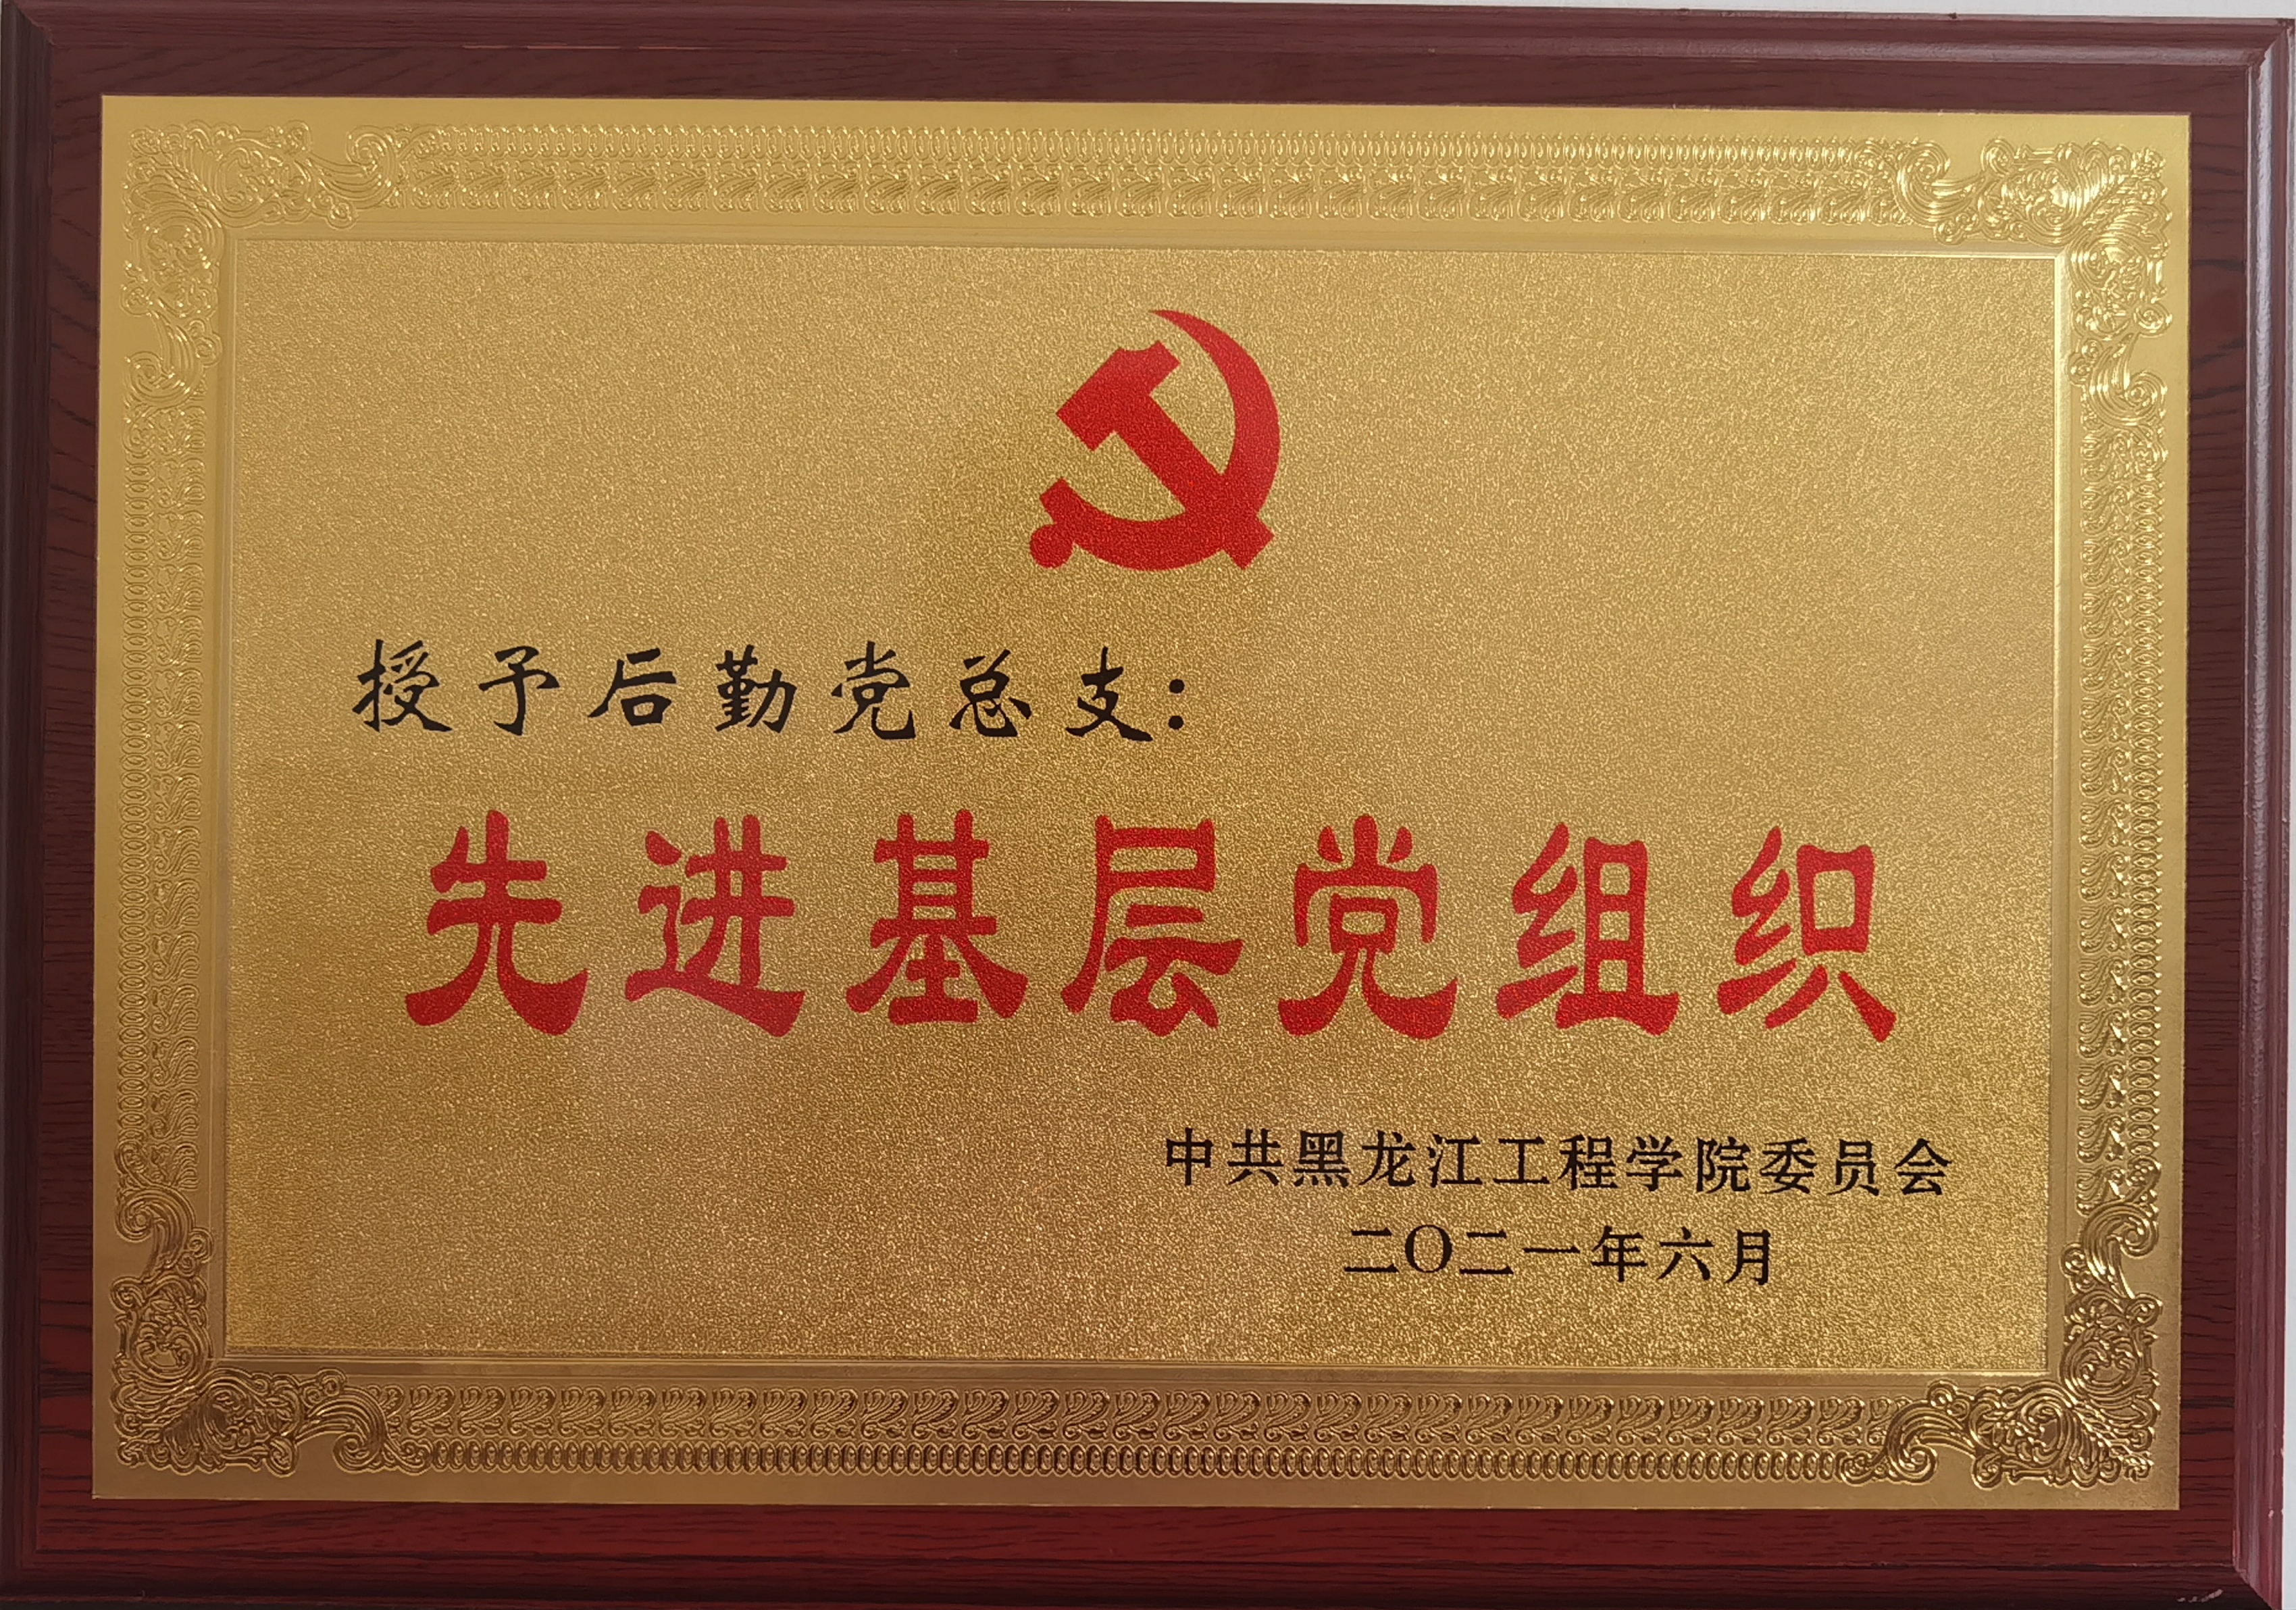 授予后勤党总支：
先进基层党组织
中共黑龙江工程学院委员会
二〇二一年六月